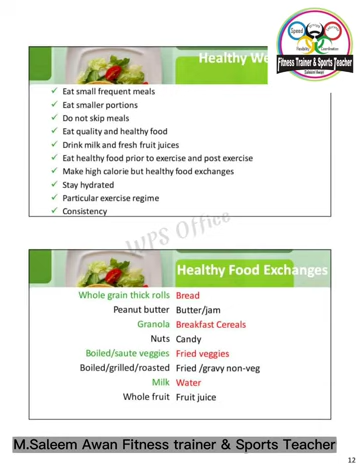 Speed
Fitness Trainer & Sports Teacher
Saleem Awan
Healthy We
✓ Eat small frequent meals
✓ Eat smaller portions
✓ Do not skip meals
✓ Eat quality and healthy food
✓ Drink milk and fresh fruit juices
✓ Eat healthy food prior to exercise and post exercise
✓ Make high calorie but healthy food exchanges
✓ Stay hydrated
✓ Particular exercise regime
✓ Consistency
WPS Office
Healthy Food Exchanges
Whole grain thick rolls Bread
Peanut butter Butter/jam
Granola Breakfast Cereals
Nuts Candy
Boiled/saute veggies Fried veggies
Boiled/grilled/roasted Fried /gravy non-veg
Milk Water
Whole fruit Fruit juice
M.Saleem Awan Fitness trainer & Sports Teacher
12